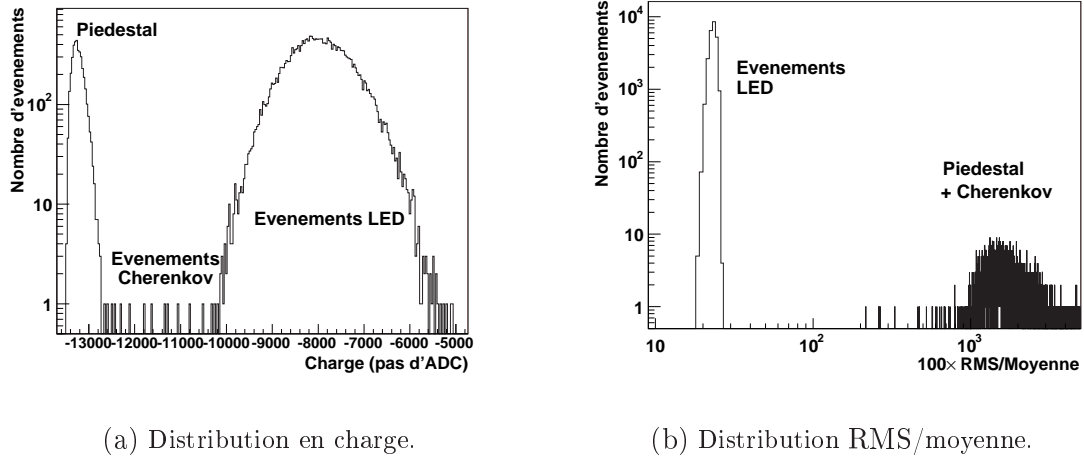 Nombre d'evenements
Piedestal
10²
10
1
Evenements
Cherenkov
Evenements LED
-13000 -12000 -11000 -10000 -9000 -8000 -7000 -6000 -5000
Charge (pas d'ADC)
(a) Distribution en charge.
Nombre d'evenements
10⁴
10³
10²
10
1
Evenements
LED
Piedestal
+ Cherenkov
10 10² 10³
100× RMS/Moyenne
(b) Distribution RMS/moyenne.